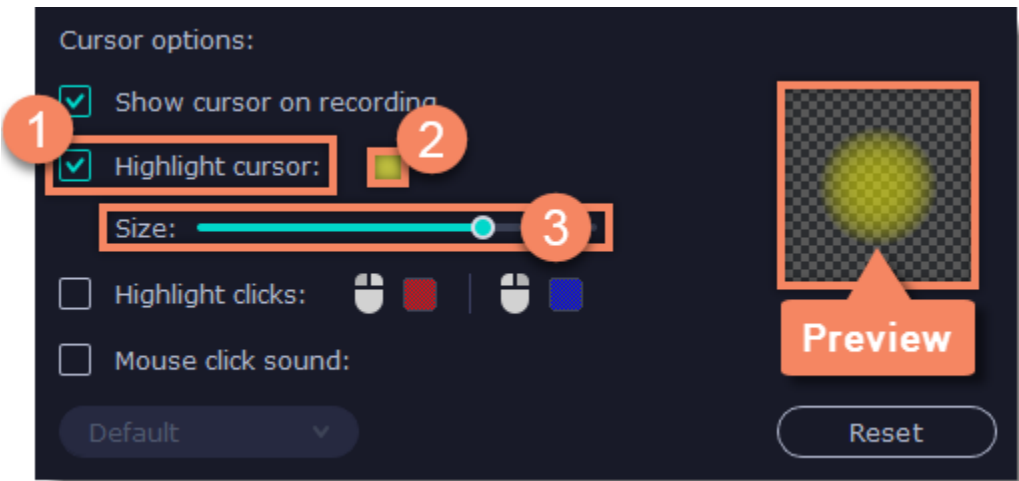 Cursor options:
Show cursor on recording
1
2
Highlight cursor:
Size:
3
Highlight clicks:
Preview
Mouse click sound:
Default
Reset